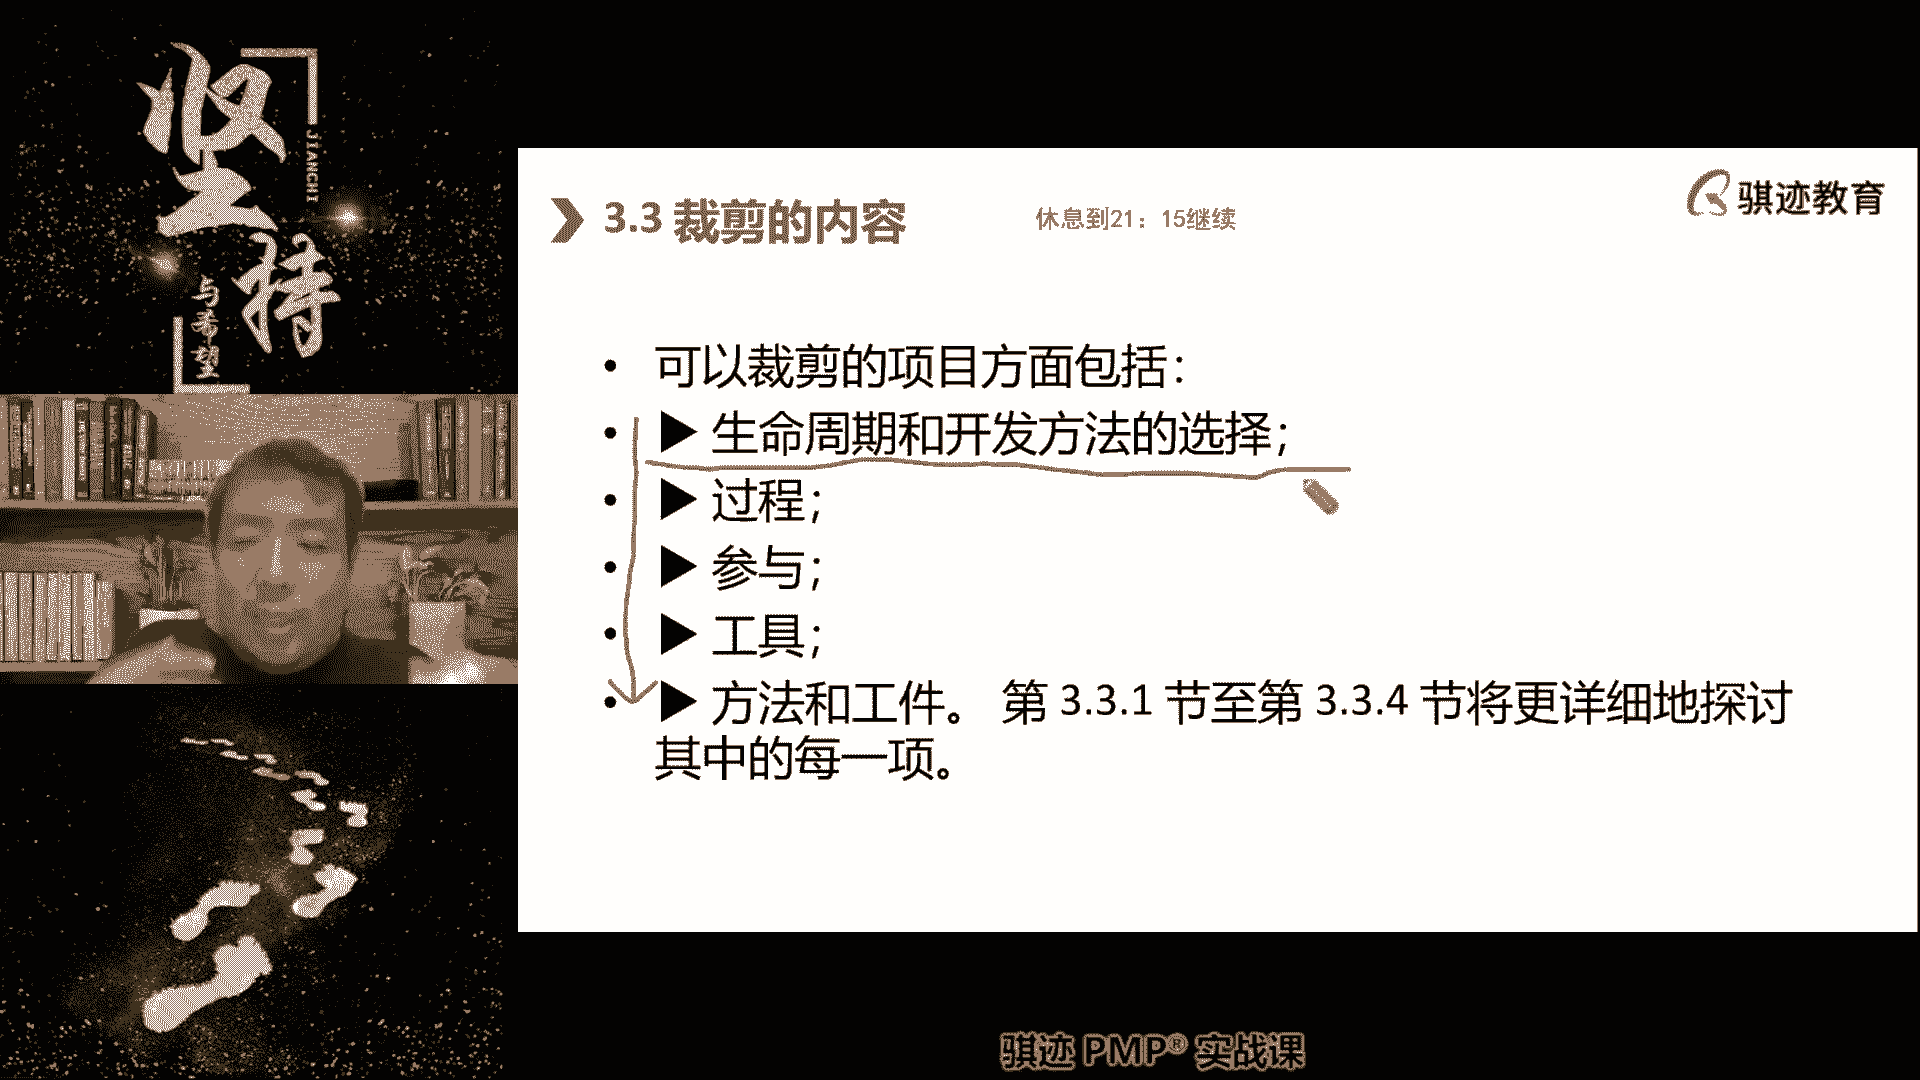 坚持
JIANCHI
与希望
骐迹教育
3.3 裁剪的内容
休息到21：15继续
• 可以裁剪的项目方面包括：
• ▶ 生命周期和开发方法的选择；
• ▶ 过程；
• ▶ 参与；
• ▶ 工具；
• ▶ 方法和工件。 第 3.3.1 节至第 3.3.4 节将更详细地探讨
其中的每一项。
骐迹 PMP® 实战课